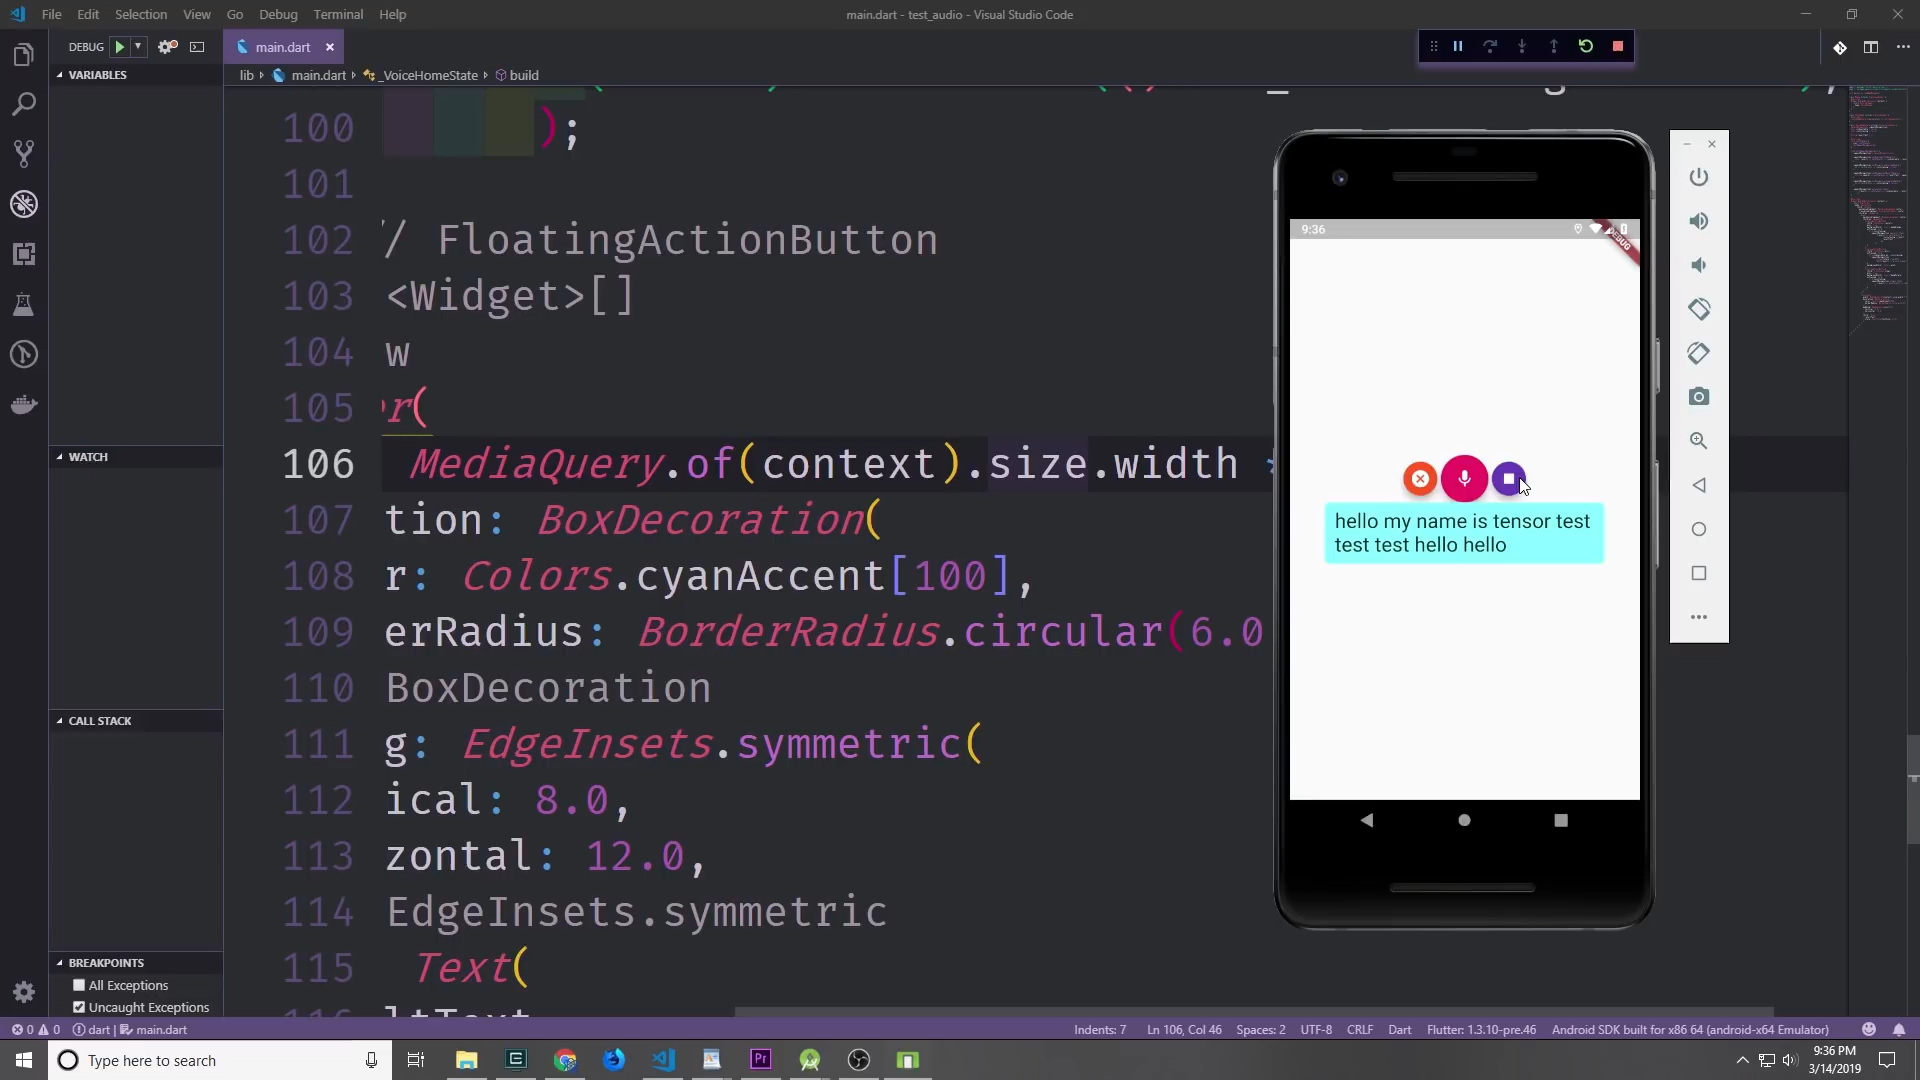 File Edit Selection View Go Debug Terminal Help
main.dart - test_audio - Visual Studio Code
DEBUG
main.dart
lib main.dart _VoiceHomeState build
VARIABLES
WATCH
CALL STACK
BREAKPOINTS
All Exceptions
Uncaught Exceptions
100 );
101
102 // FloatingActionButton
103 <Widget>[]
104 w
105 r(
106 MediaQuery.of(context).size.width *
107 tion: BoxDecoration(
108 r: Colors.cyanAccent[100],
109 erRadius: BorderRadius.circular(6.0
110 BoxDecoration
111 g: EdgeInsets.symmetric(
112 ical: 8.0,
113 zontal: 12.0,
114 EdgeInsets.symmetric
115 Text(
9:36
DEBUG
hello my name is tensor test
test test hello hello
0 0 dart | main.dart
Indents: 7 Ln 106, Col 46 Spaces: 2 UTF-8 CRLF Dart Flutter: 1.3.10-pre.46 Android SDK built for x86 64 (android-x64 Emulator)
Type here to search
Pr
9:36 PM
3/14/2019